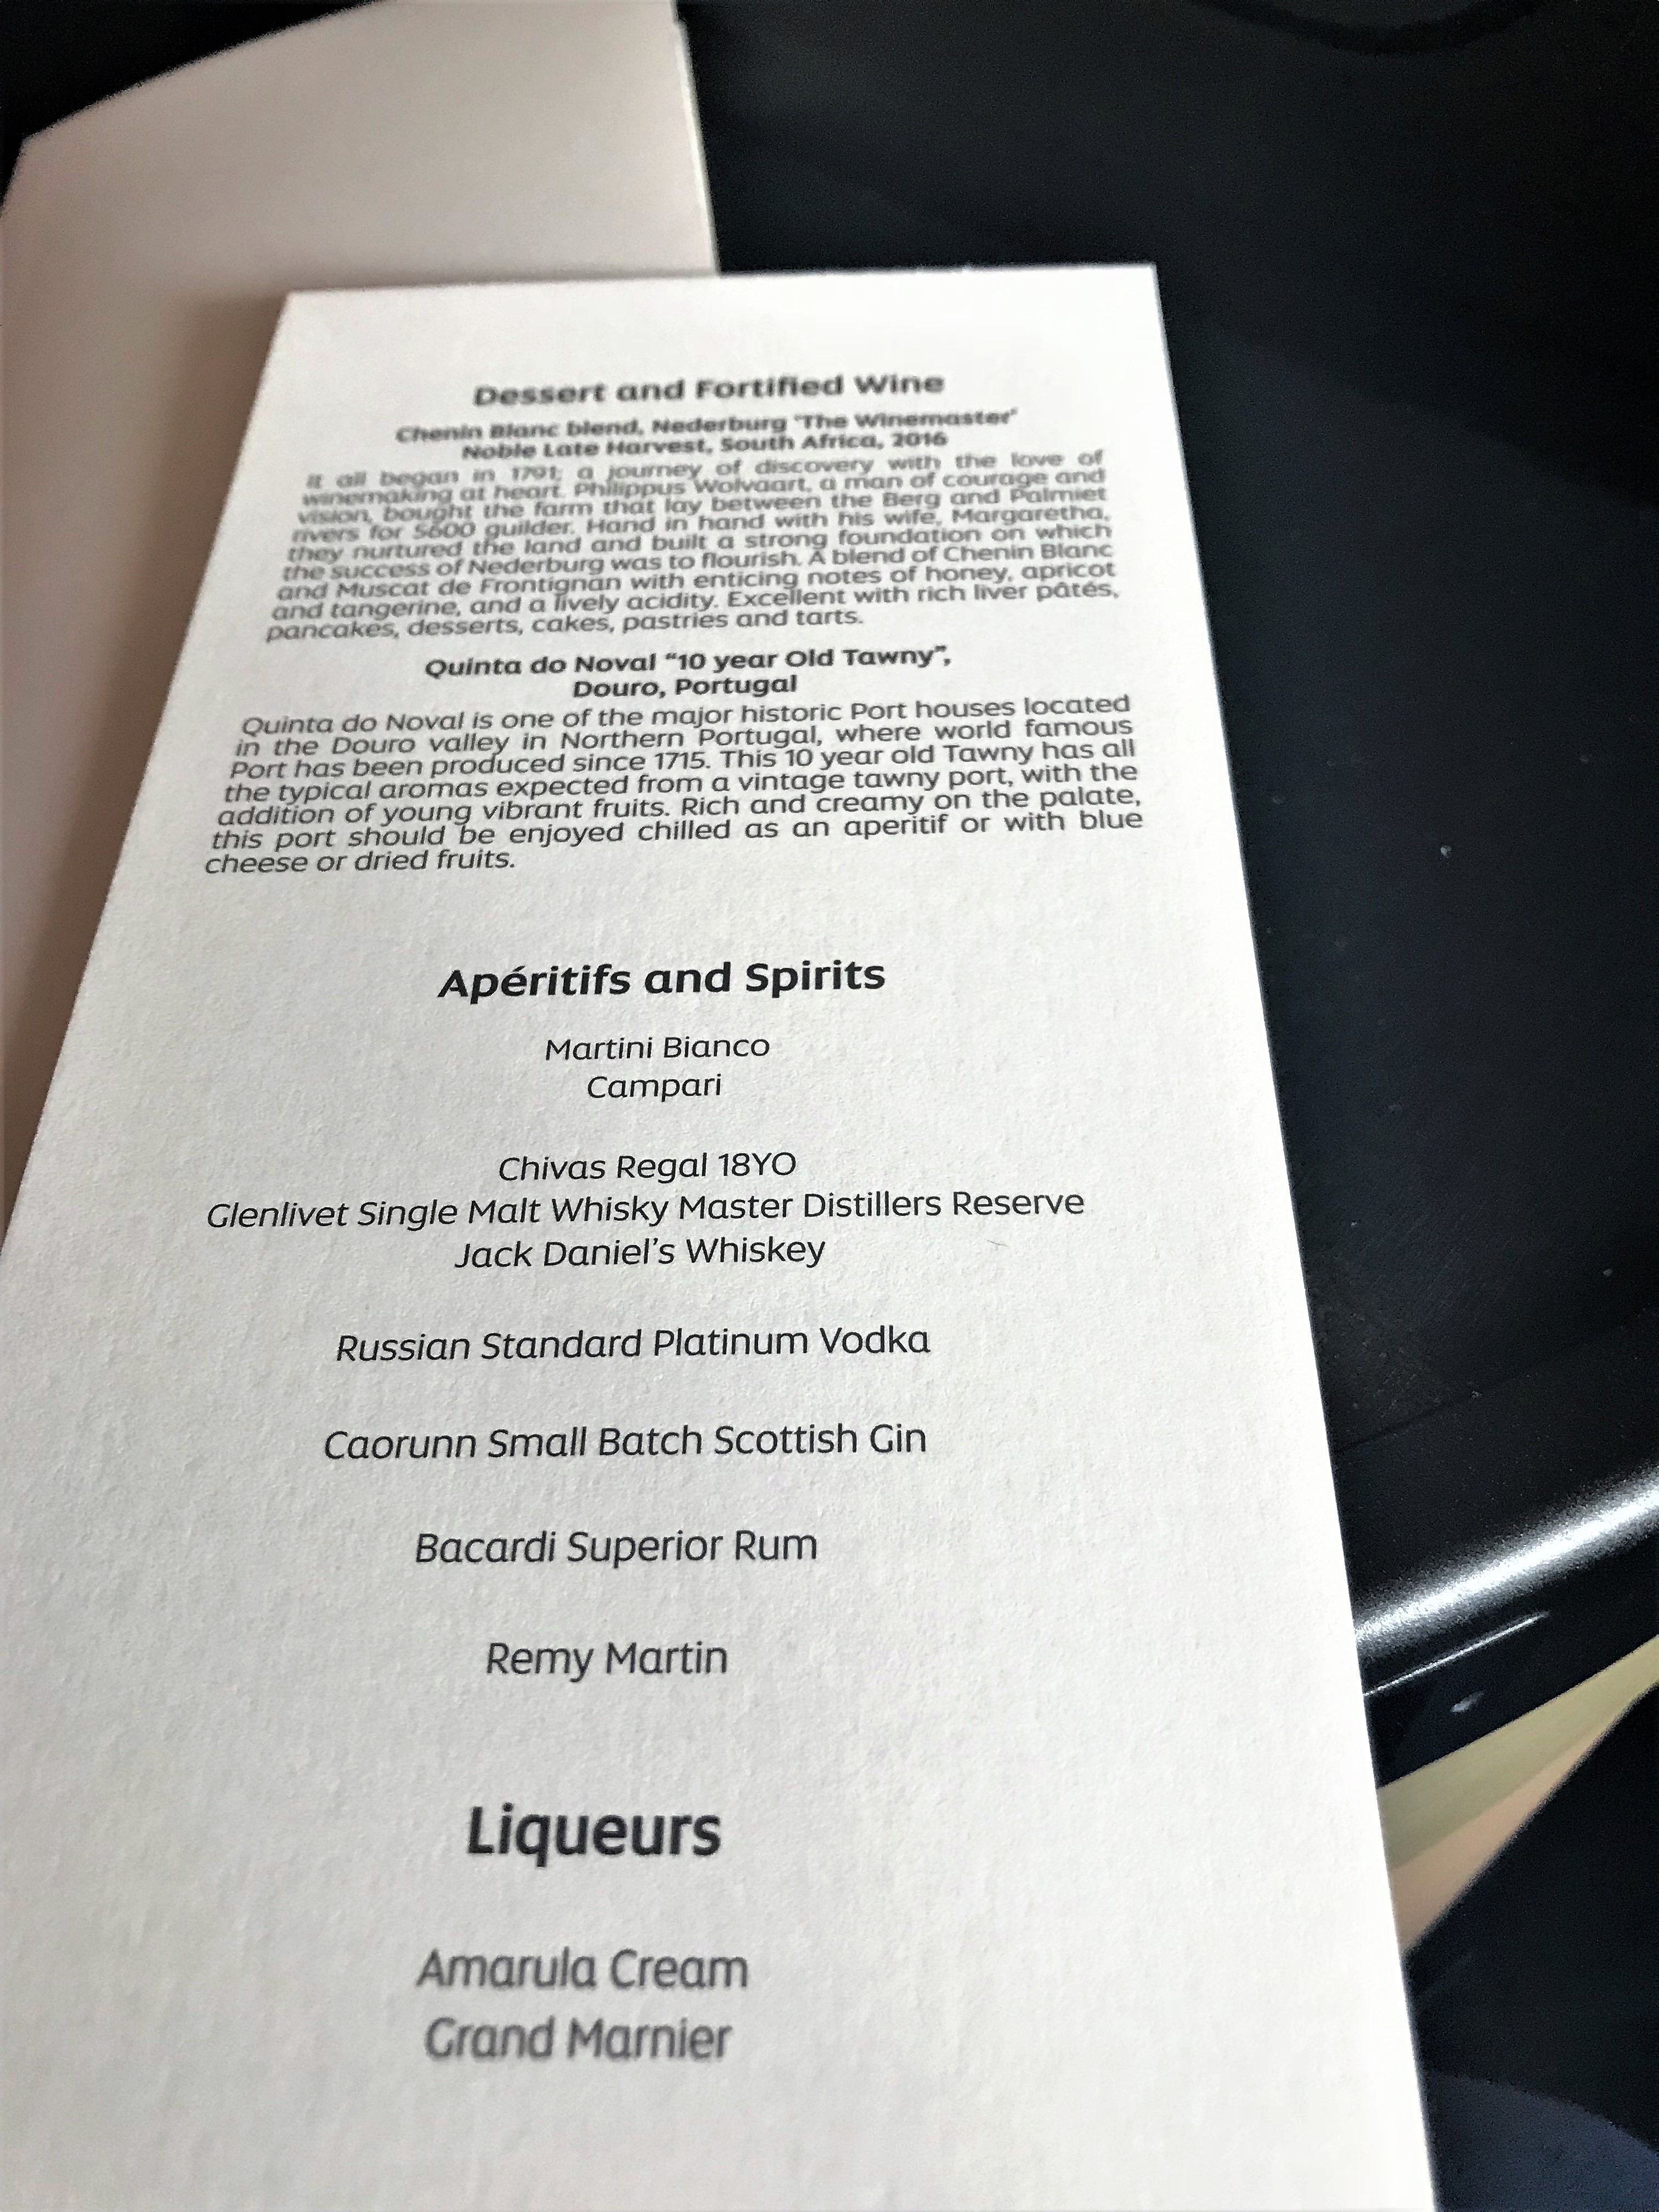 Dessert and Fortified Wine
Chenin Blanc blend, Nederburg 'The Winemaster'
Noble Late Harvest, South Africa, 2016
It all began in 1791; a journey of discovery with the love of
winemaking at heart. Philippus Wolvaart, a man of courage and
vision, bought the farm that lay between the Berg and Palmiet
rivers for 5600 guilder. Hand in hand with his wife, Margaretha,
they nurtured the land and built a strong foundation on which
the success of Nederburg was to flourish. A blend of Chenin Blanc
and Muscat de Frontignan with enticing notes of honey, apricot
and tangerine, and a lively acidity. Excellent with rich liver pâtés,
pancakes, desserts, cakes, pastries and tarts.
Quinta do Noval “10 year Old Tawny”,
Douro, Portugal
Quinta do Noval is one of the major historic Port houses located
in the Douro valley in Northern Portugal, where world famous
Port has been produced since 1715. This 10 year old Tawny has all
the typical aromas expected from a vintage tawny port, with the
addition of young vibrant fruits. Rich and creamy on the palate,
this port should be enjoyed chilled as an aperitif or with blue
cheese or dried fruits.
Apéritifs and Spirits
Martini Bianco
Campari
Chivas Regal 18YO
Glenlivet Single Malt Whisky Master Distillers Reserve
Jack Daniel’s Whiskey
Russian Standard Platinum Vodka
Caorunn Small Batch Scottish Gin
Bacardi Superior Rum
Remy Martin
Liqueurs
Amarula Cream
Grand Marnier